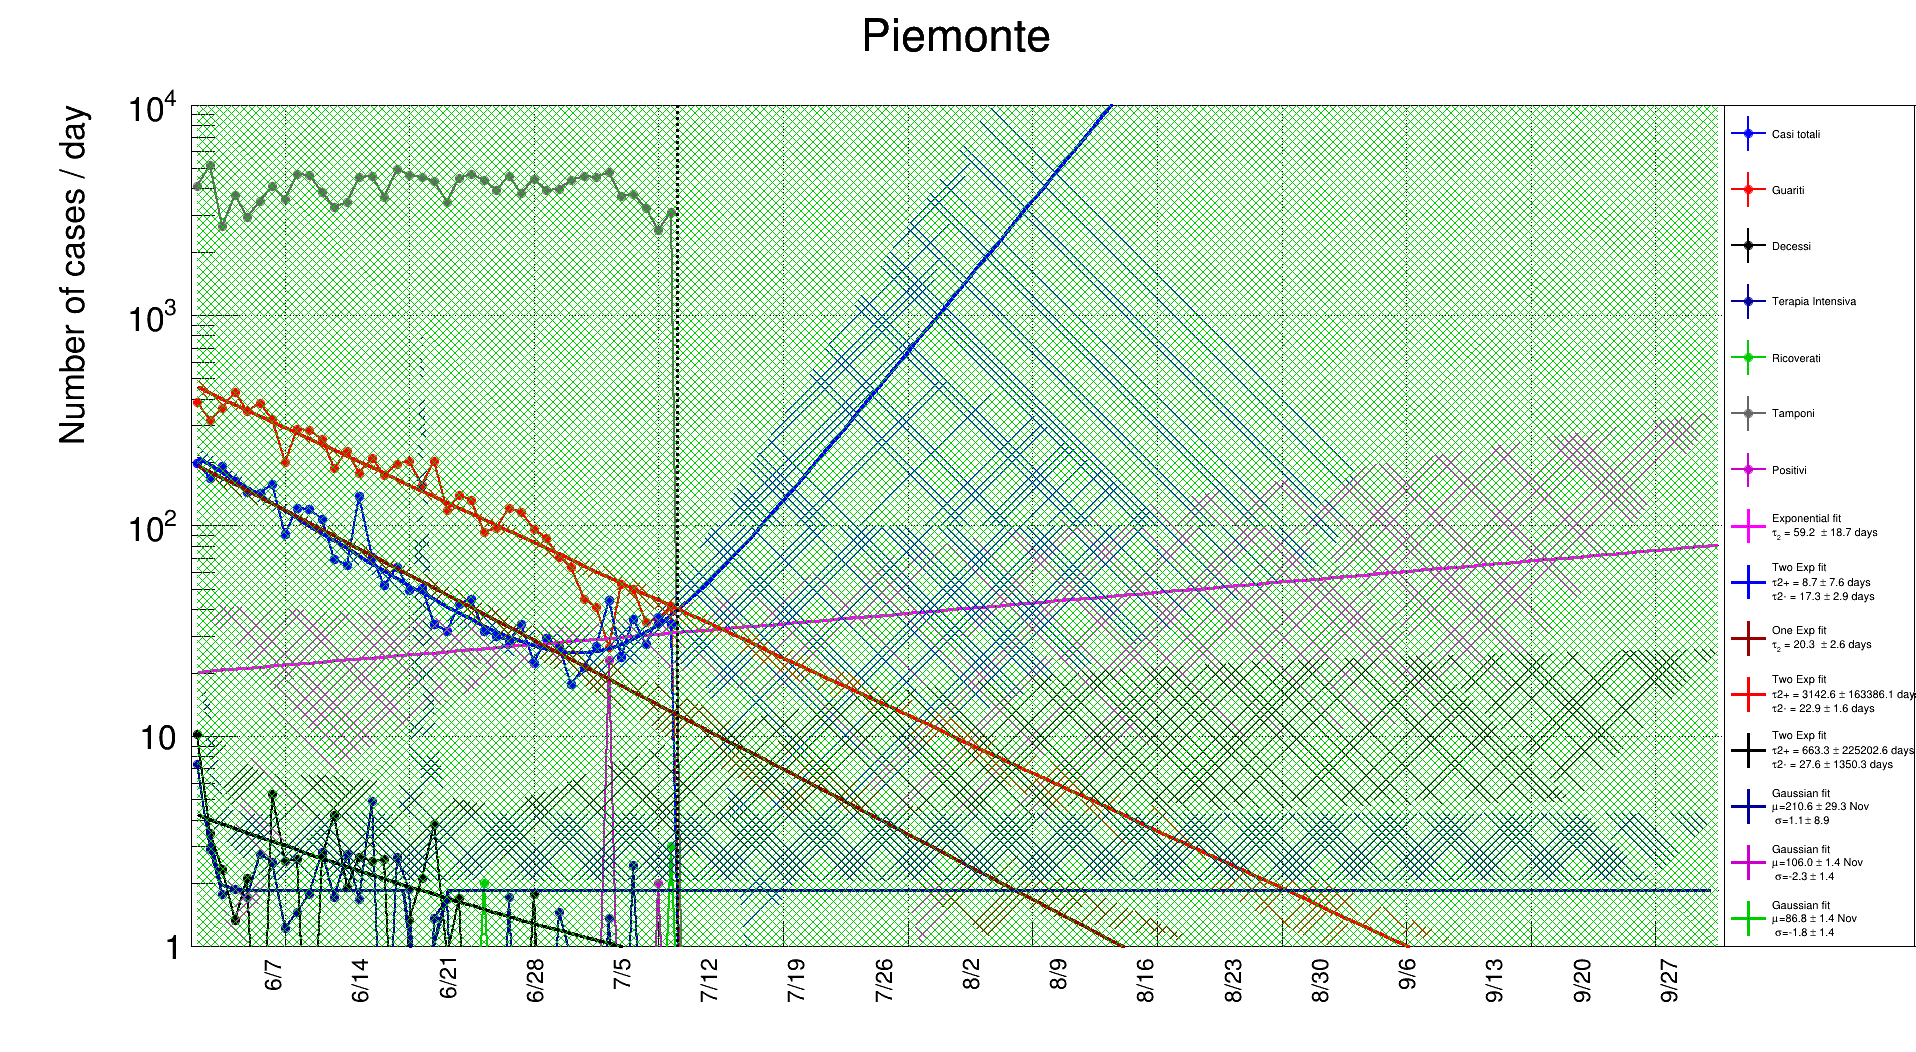 Piemonte
Number of cases / day
10^4
10^3
10^2
10
1
6/7
6/14
6/21
6/28
7/5
7/12
7/19
7/26
8/2
8/9
8/16
8/23
8/30
9/6
9/13
9/20
9/27
Casi totali
Guariti
Decessi
Terapia Intensiva
Ricoverati
Tamponi
Positivi
Exponential fit
τ₂ = 59.2 ± 18.7 days
Two Exp fit
τ2+ = 8.7 ± 7.6 days
τ2- = 17.3 ± 2.9 days
One Exp fit
τ₂ = 20.3 ± 2.6 days
Two Exp fit
τ2+ = 3142.6 ± 163386.1 days
τ2- = 22.9 ± 1.6 days
Two Exp fit
τ2+ = 663.3 ± 225202.6 days
τ2- = 27.6 ± 1350.3 days
Gaussian fit
μ=210.6 ± 29.3 Nov
σ=1.1 ± 8.9
Gaussian fit
μ=106.0 ± 1.4 Nov
σ=-2.3 ± 1.4
Gaussian fit
μ=86.8 ± 1.4 Nov
σ=-1.8 ± 1.4